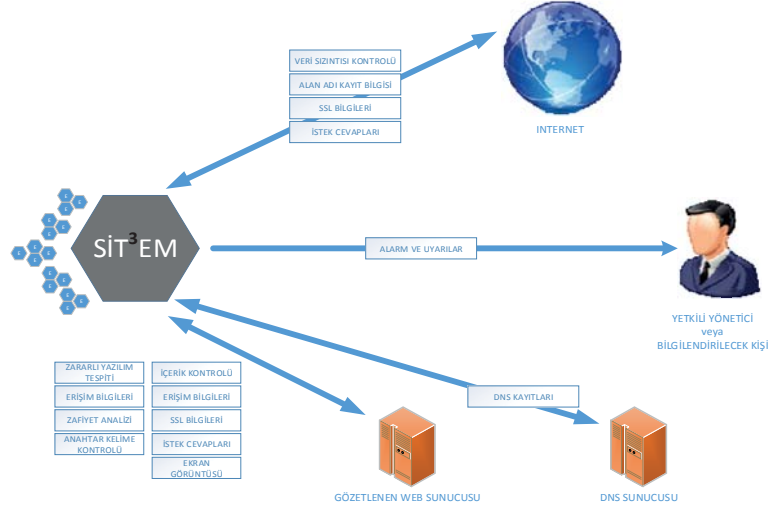 VERİ SIZINTISI KONTROLÜ
ALAN ADI KAYIT BİLGİSİ
SSL BİLGİLERİ
İSTEK CEVAPLARI
INTERNET
SİT³EM
ALARM VE UYARILAR
YETKİLİ YÖNETİCİ
veya
BİLGİLENDİRİLECEK KİŞİ
ZARARLI YAZILIM
TESPİTİ
ERİŞİM BİLGİLERİ
ZAFİYET ANALİZİ
ANAHTAR KELİME
KONTROLÜ
İÇERİK KONTROLÜ
ERİŞİM BİLGİLERİ
SSL BİLGİLERİ
İSTEK CEVAPLARI
EKRAN
GÖRÜNTÜSÜ
DNS KAYITLARI
GÖZETLENEN WEB SUNUCUSU
DNS SUNUCUSU